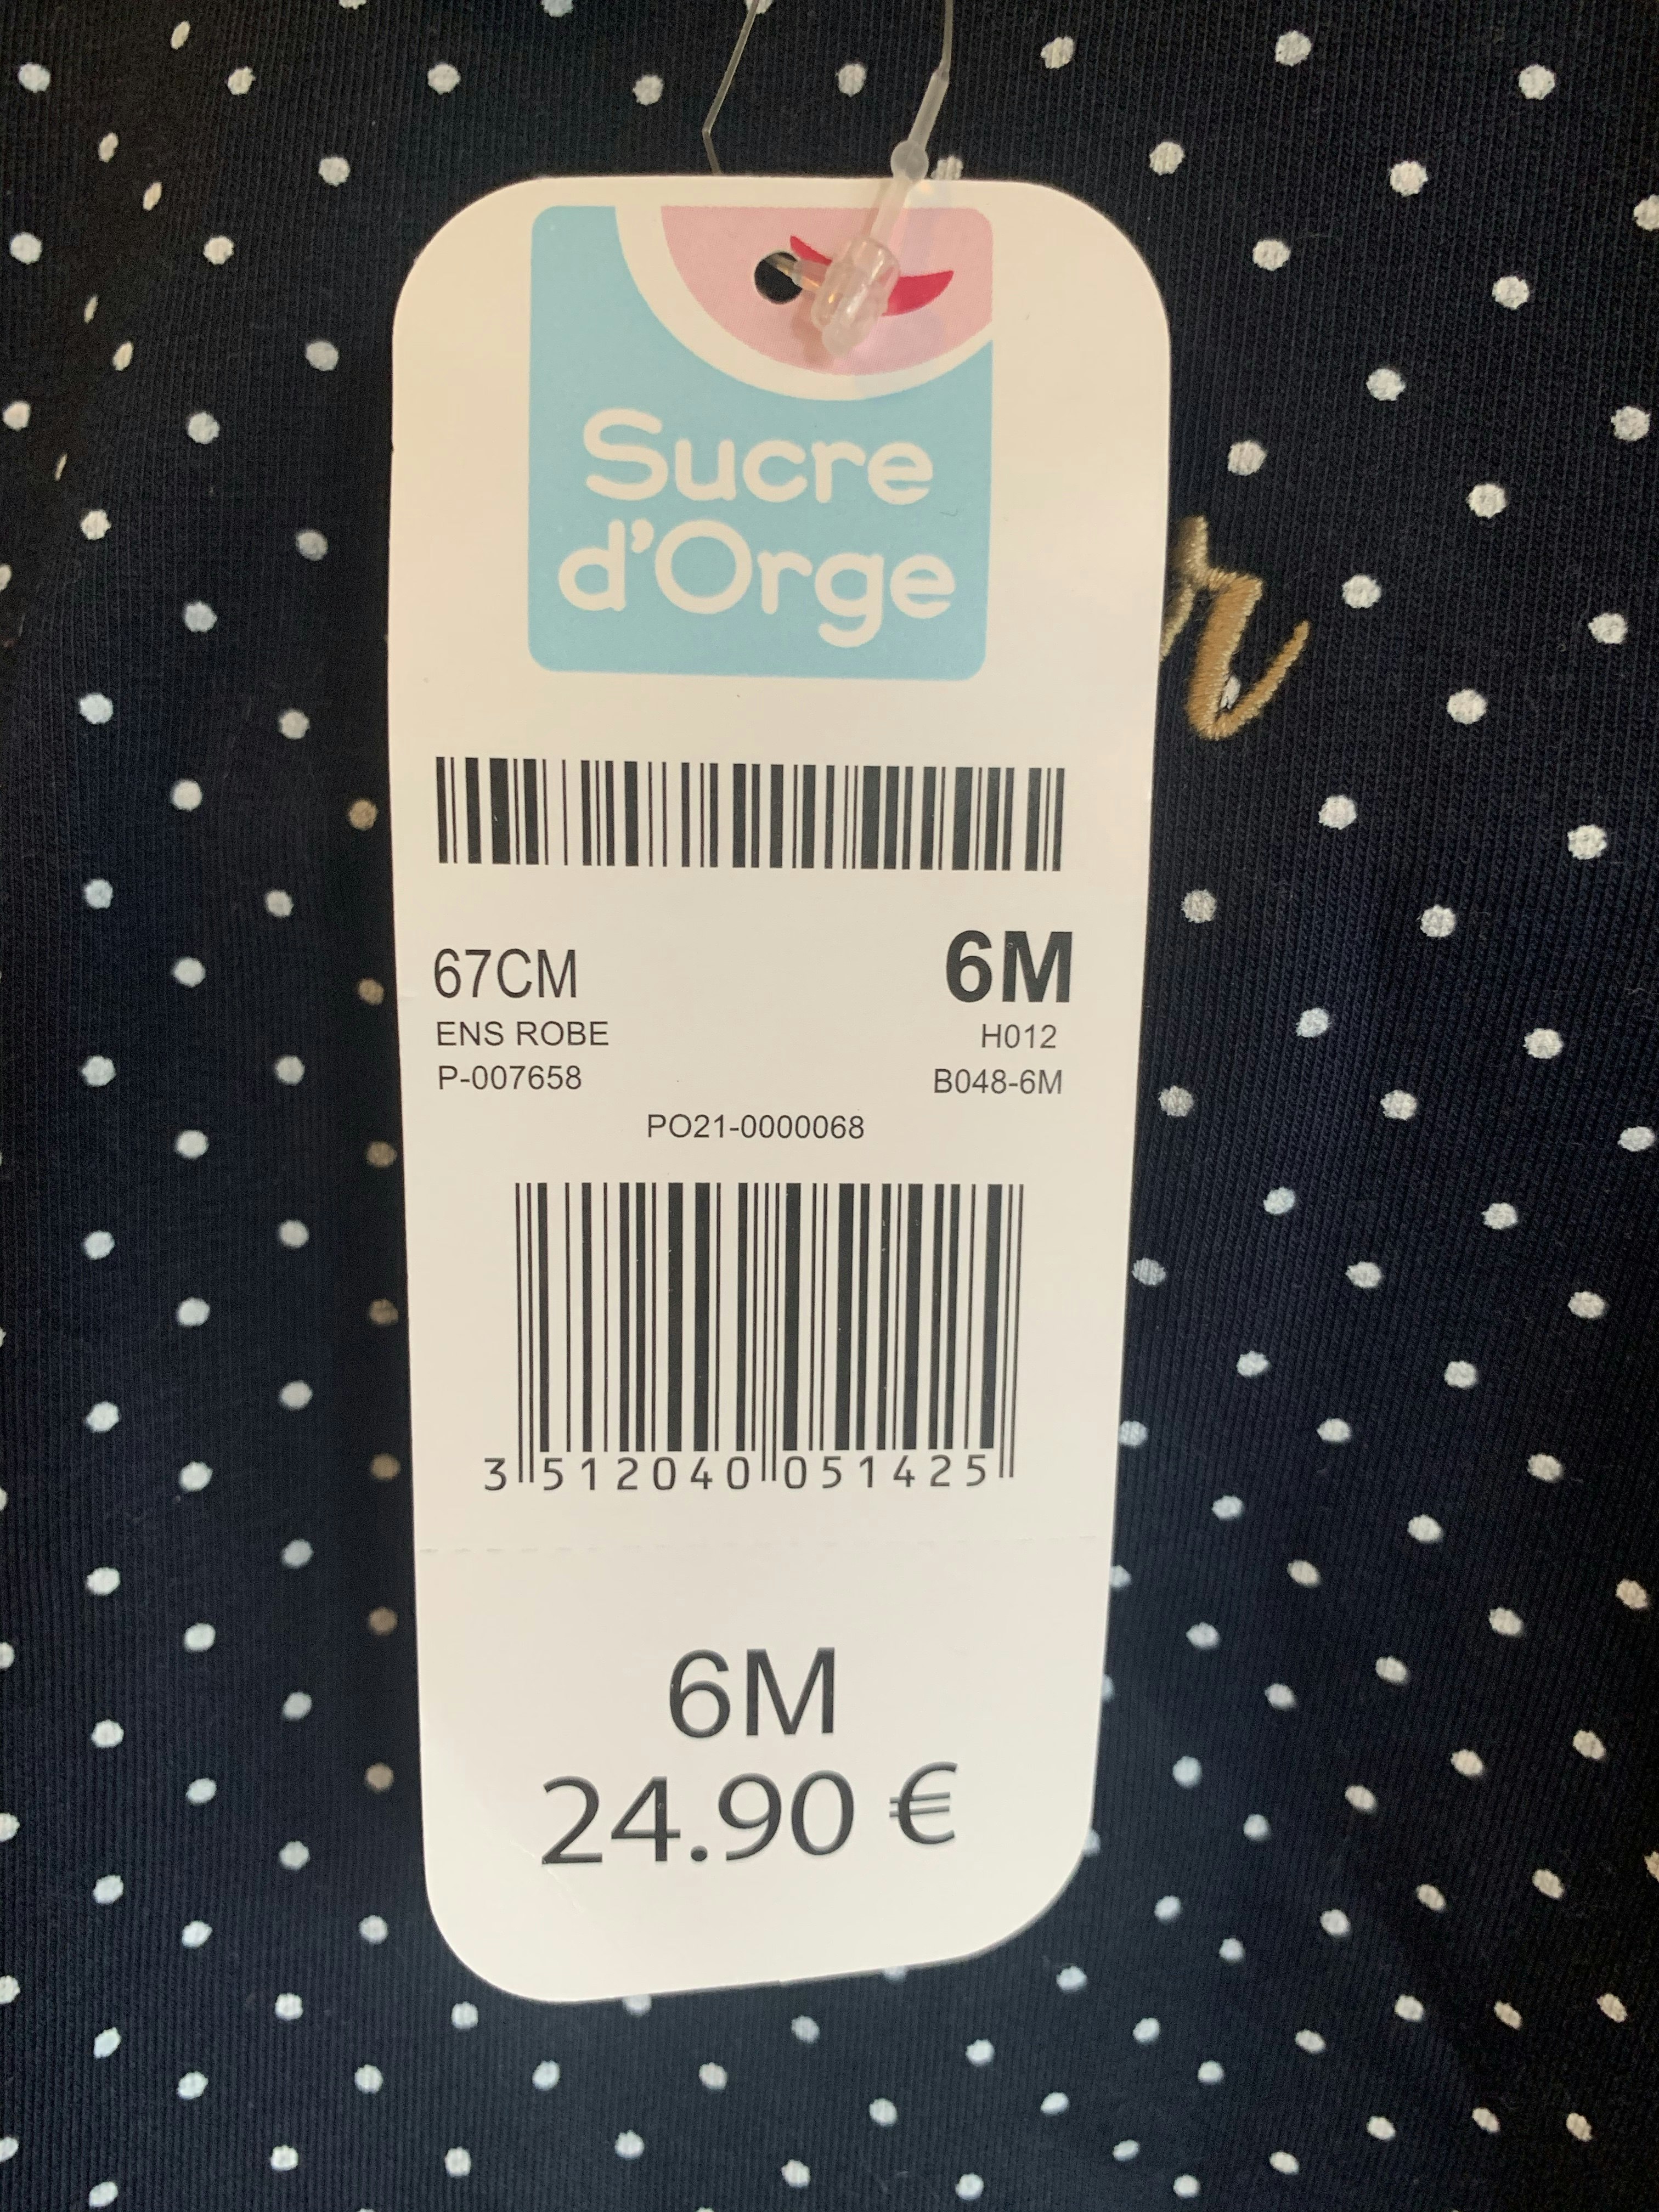 Sucre
d'Orge
67CM 6M
ENS ROBE H012
P-007658 B048-6M
PO21-0000068
3 512040 051425
6M
24.90 €